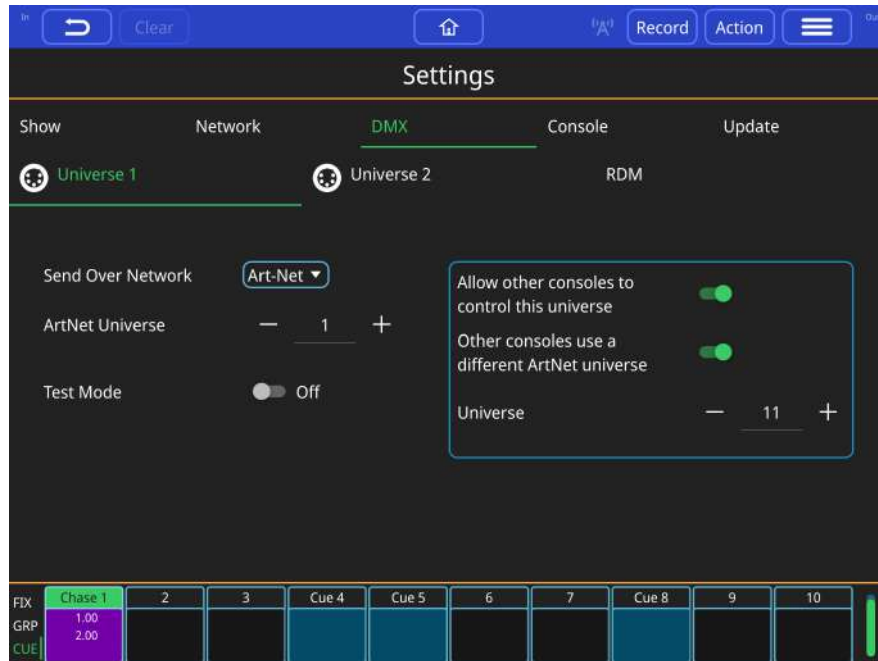 In
Clear
Record
Action
Out
Settings
Show
Network
DMX
Console
Update
Universe 1
Universe 2
RDM
Send Over Network
Art-Net
ArtNet Universe
1
Test Mode
Off
Allow other consoles to
control this universe
Other consoles use a
different ArtNet universe
Universe
11
FIX
GRP
CUE
Chase 1
1.00
2.00
2
3
Cue 4
Cue 5
6
7
Cue 8
9
10